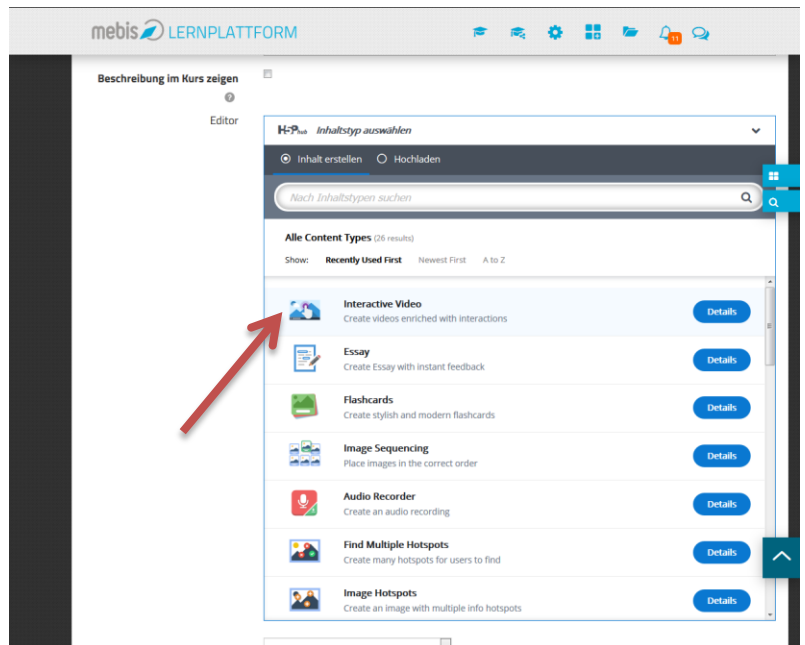 mebis LERNPLATTFORM
11
Beschreibung im Kurs zeigen
Editor
H-P hub Inhaltstyp auswählen
Inhalt erstellen Hochladen
Nach Inhaltstypen suchen
Alle Content Types (26 results)
Show: Recently Used First Newest First A to Z
Interactive Video
Create videos enriched with interactions
Details
Essay
Create Essay with instant feedback
Details
Flashcards
Create stylish and modern flashcards
Details
Image Sequencing
Place images in the correct order
Details
Audio Recorder
Create an audio recording
Details
Find Multiple Hotspots
Create many hotspots for users to find
Details
Image Hotspots
Create an image with multiple info hotspots
Details